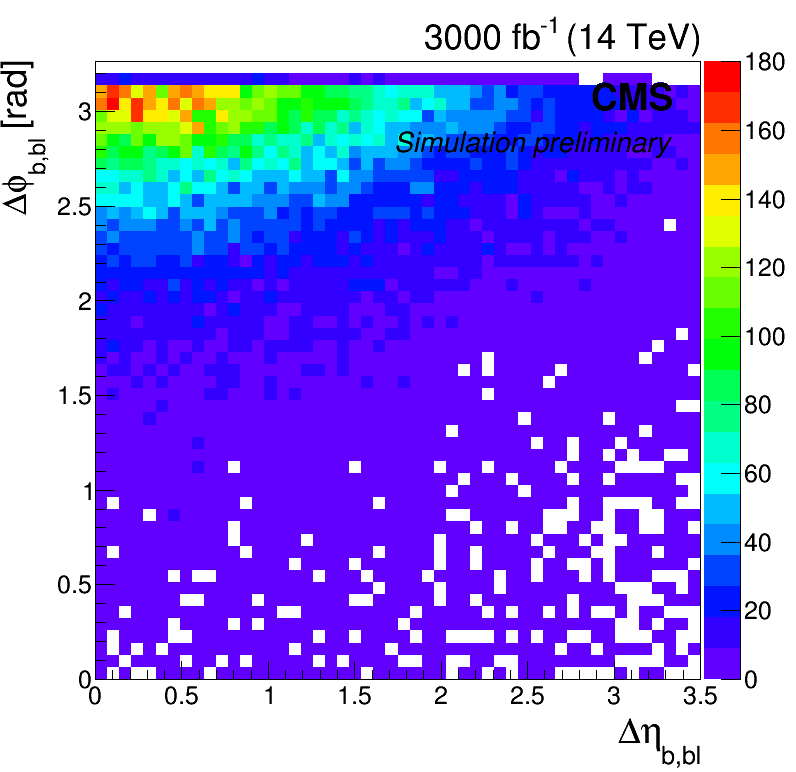 3000 fb-1 (14 TeV)
Δϕb,bl [rad]
CMS
Simulation preliminary
3
2.5
2
1.5
1
0.5
0
0 0.5 1 1.5 2 2.5 3 3.5
Δηb,bl
180
160
140
120
100
80
60
40
20
0